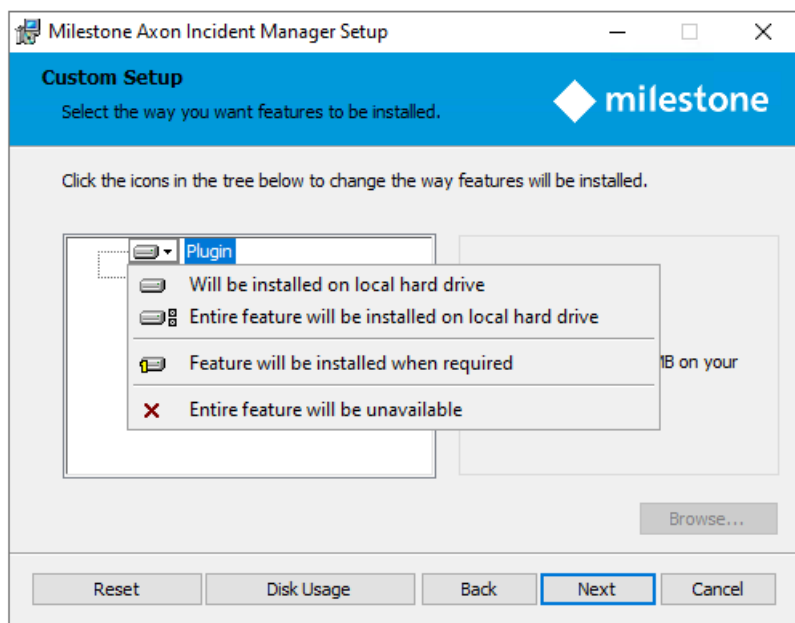 Milestone Axon Incident Manager Setup
Custom Setup
Select the way you want features to be installed.
milestone
Click the icons in the tree below to change the way features will be installed.
Plugin
Will be installed on local hard drive
Entire feature will be installed on local hard drive
Feature will be installed when required
MB on your
Entire feature will be unavailable
Browse...
Reset
Disk Usage
Back
Next
Cancel